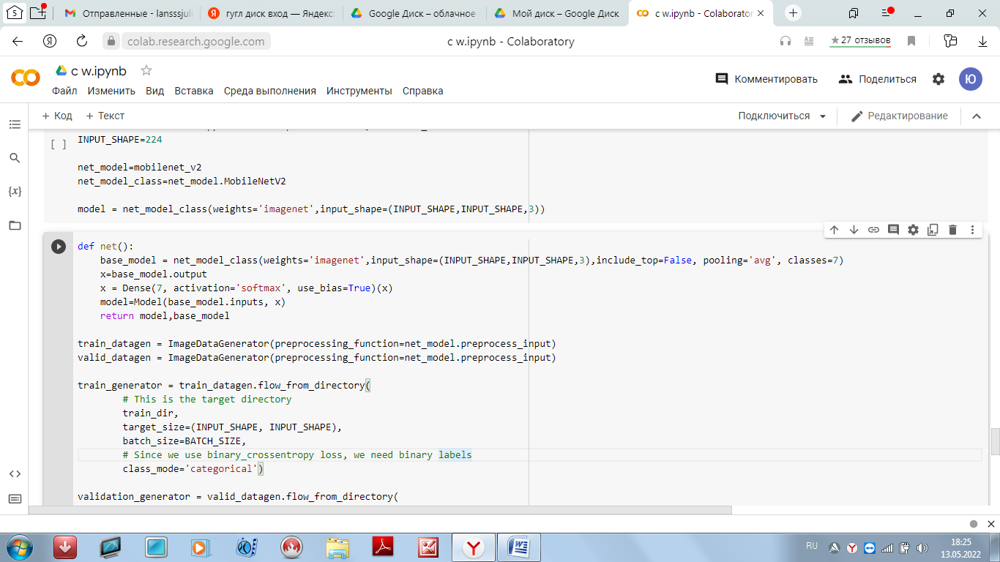 5
Отправленные - lansssjuli
гугл диск вход — Яндекс:
Google Диск – облачное
Мой диск – Google Диск
c w.ipynb - Colaborator
colab.research.google.com
c w.ipynb - Colaboratory
27 отзывов
c w.ipynb
Файл Изменить Вид Вставка Среда выполнения Инструменты Справка
Комментировать
Поделиться
Ю
+ Код + Текст
Подключиться
Редактирование
[ ]
INPUT_SHAPE=224
net_model=mobilenet_v2
net_model_class=net_model.MobileNetV2
model = net_model_class(weights='imagenet',input_shape=(INPUT_SHAPE,INPUT_SHAPE,3))
def net():
    base_model = net_model_class(weights='imagenet',input_shape=(INPUT_SHAPE,INPUT_SHAPE,3),include_top=False, pooling='avg', classes=7)
    x=base_model.output
    x = Dense(7, activation='softmax', use_bias=True)(x)
    model=Model(base_model.inputs, x)
    return model,base_model
train_datagen = ImageDataGenerator(preprocessing_function=net_model.preprocess_input)
valid_datagen = ImageDataGenerator(preprocessing_function=net_model.preprocess_input)
train_generator = train_datagen.flow_from_directory(
        # This is the target directory
        train_dir,
        target_size=(INPUT_SHAPE, INPUT_SHAPE),
        batch_size=BATCH_SIZE,
        # Since we use binary_crossentropy loss, we need binary labels
        class_mode='categorical')
validation_generator = valid_datagen.flow_from_directory(
RU
18:25
13.05.2022